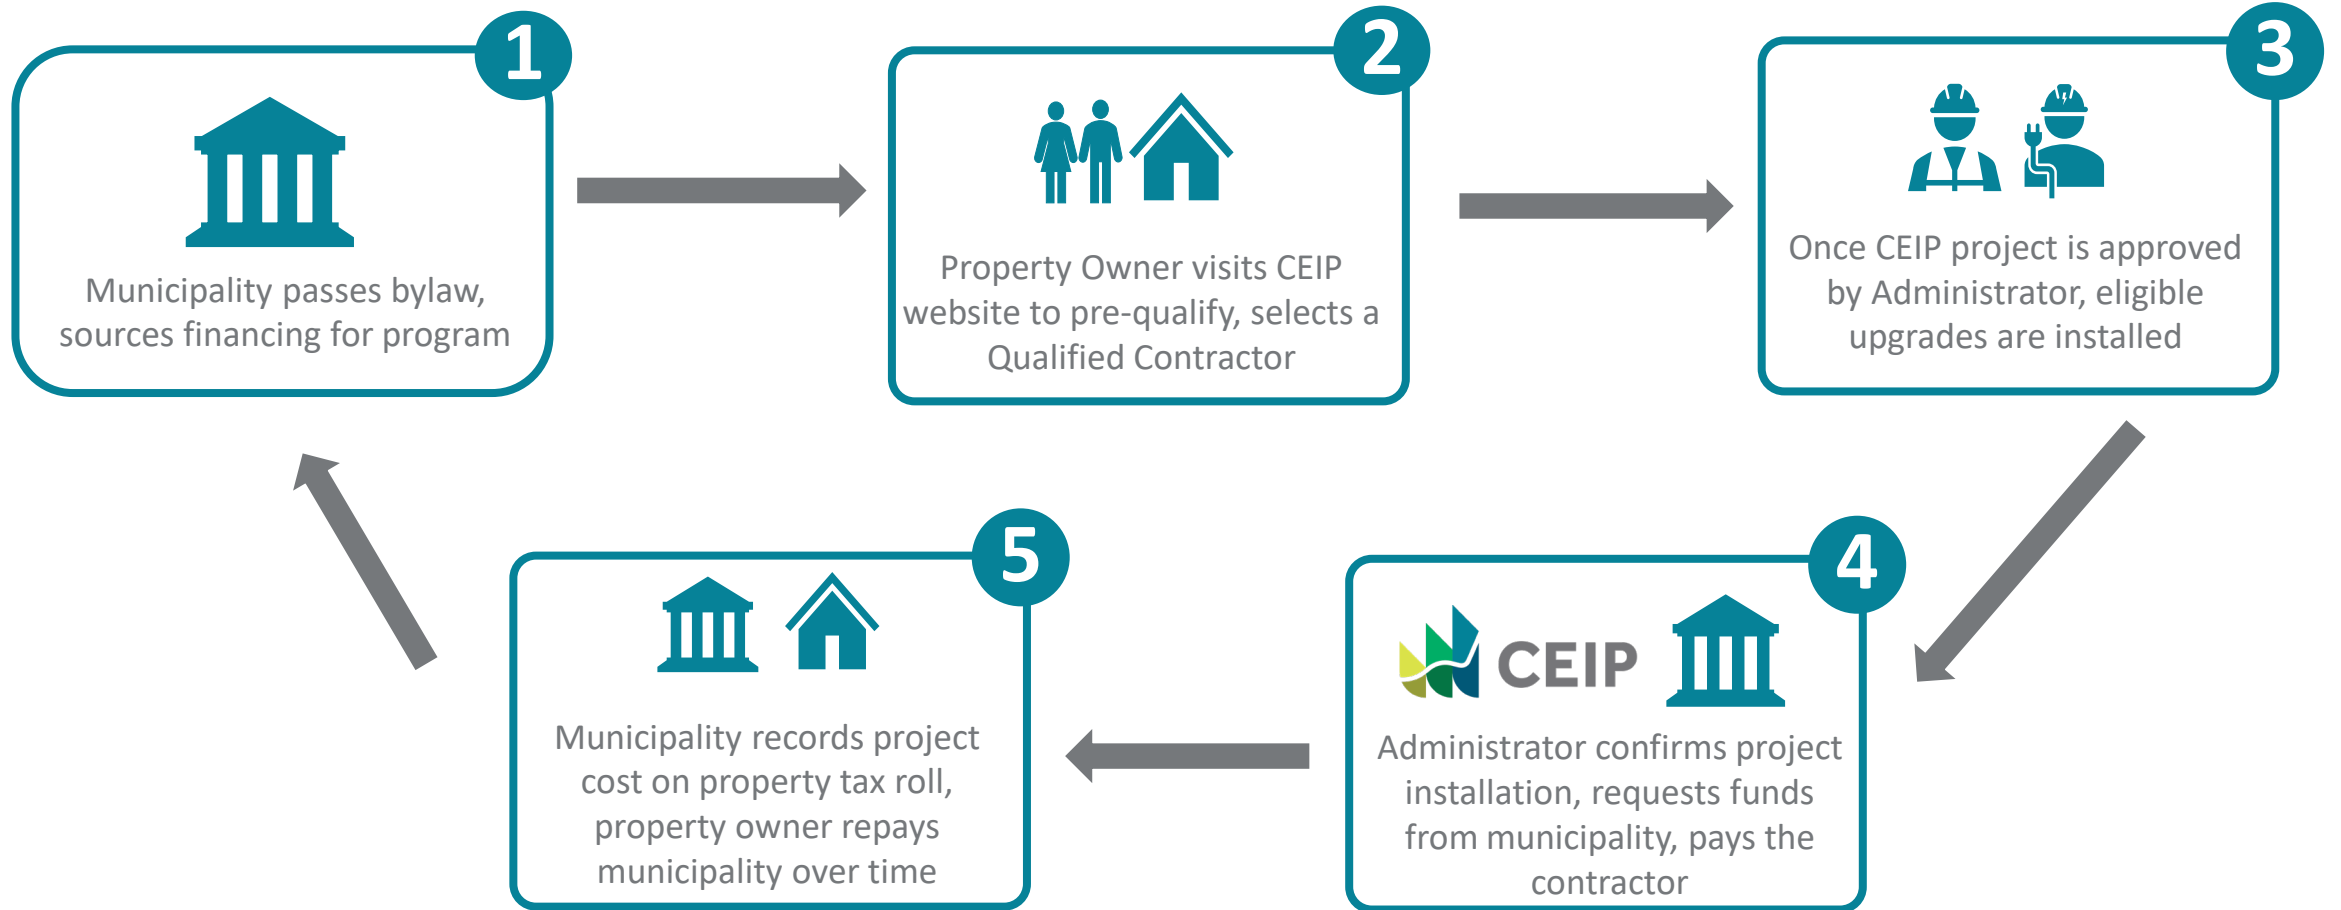 1
Municipality passes bylaw,
sources financing for program
2
Property Owner visits CEIP
website to pre-qualify, selects a
Qualified Contractor
3
Once CEIP project is approved
by Administrator, eligible
upgrades are installed
4
CEIP
Administrator confirms project
installation, requests funds
from municipality, pays the
contractor
5
Municipality records project
cost on property tax roll,
property owner repays
municipality over time